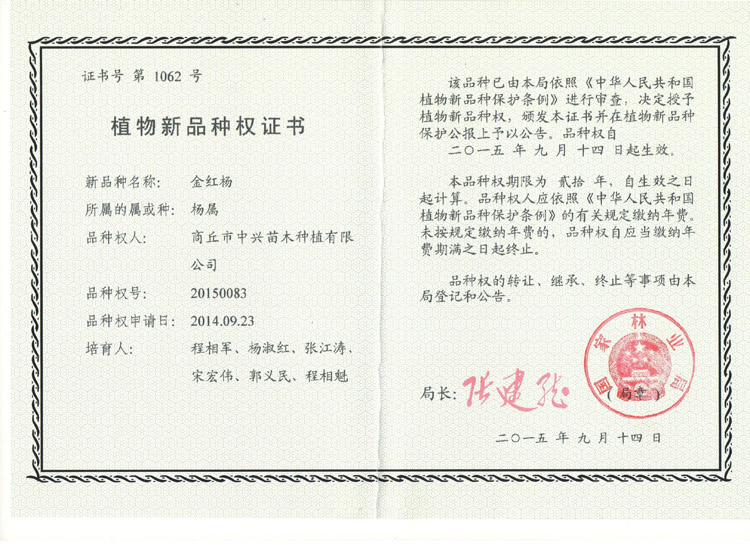 证书号 第 1062 号
植物新品种权证书
新品种名称： 金红杨
所属的属或种： 杨属
品种权人： 商丘市中兴苗木种植有限
公司
品种权号： 20150083
品种权申请日： 2014.09.23
培育人： 程相军、杨淑红、张江涛、
宋宏伟、郭义民、程相魁
该品种已由本局依照《中华人民共和国
植物新品种保护条例》进行审查，决定授予
植物新品种权，颁发本证书并在植物新品种
保护公报上予以公告。品种权自
二〇一五 年 九 月 十四 日起生效。
本品种权期限为 贰拾 年，自生效之日
起计算。品种权人应依照《中华人民共和国
植物新品种保护条例》的有关规定缴纳年费。
未按规定缴纳年费的，品种权自应当缴纳年
费期满之日起终止。
品种权的转让、继承、终止等事项由本
局登记和公告。
国家林业局
局长：张建龙
（局章）
二〇一五 年 九 月 十四 日